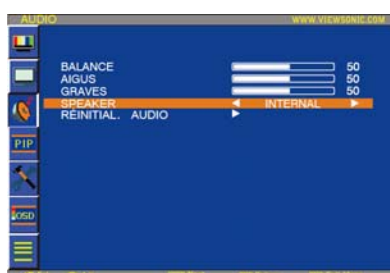 AUDIO WWW.VIEWSONIC.COM
BALANCE 50
AIGUS 50
GRAVES 50
SPEAKER INTERNAL
RÉINITIAL. AUDIO
PIP
OSD